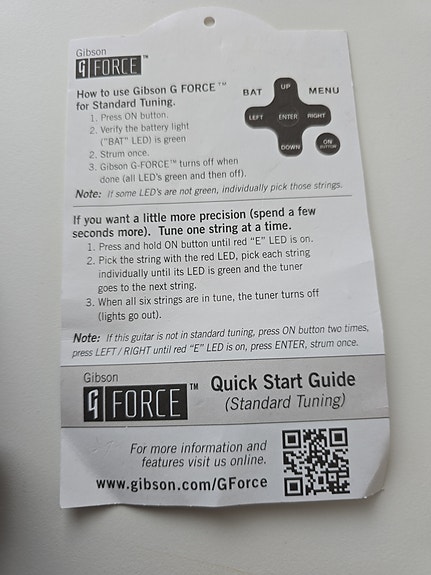 Gibson
G FORCE™
How to use Gibson G FORCE™
for Standard Tuning.
1. Press ON button.
2. Verify the battery light
("BAT" LED) is green
2. Strum once.
3. Gibson G-FORCE™ turns off when
done (all LED's green and then off).
BAT
UP
MENU
LEFT
ENTER
RIGHT
DOWN
ON
BUTTON
Note: If some LED's are not green, individually pick those strings.
If you want a little more precision (spend a few
seconds more). Tune one string at a time.
1. Press and hold ON button until red "E" LED is on.
2. Pick the string with the red LED, pick each string
individually until its LED is green and the tuner
goes to the next string.
3. When all six strings are in tune, the tuner turns off
(lights go out).
Note: If this guitar is not in standard tuning, press ON button two times,
press LEFT / RIGHT until red "E" LED is on, press ENTER, strum once.
Gibson
G FORCE™
Quick Start Guide
(Standard Tuning)
For more information and
features visit us online.
www.gibson.com/GForce